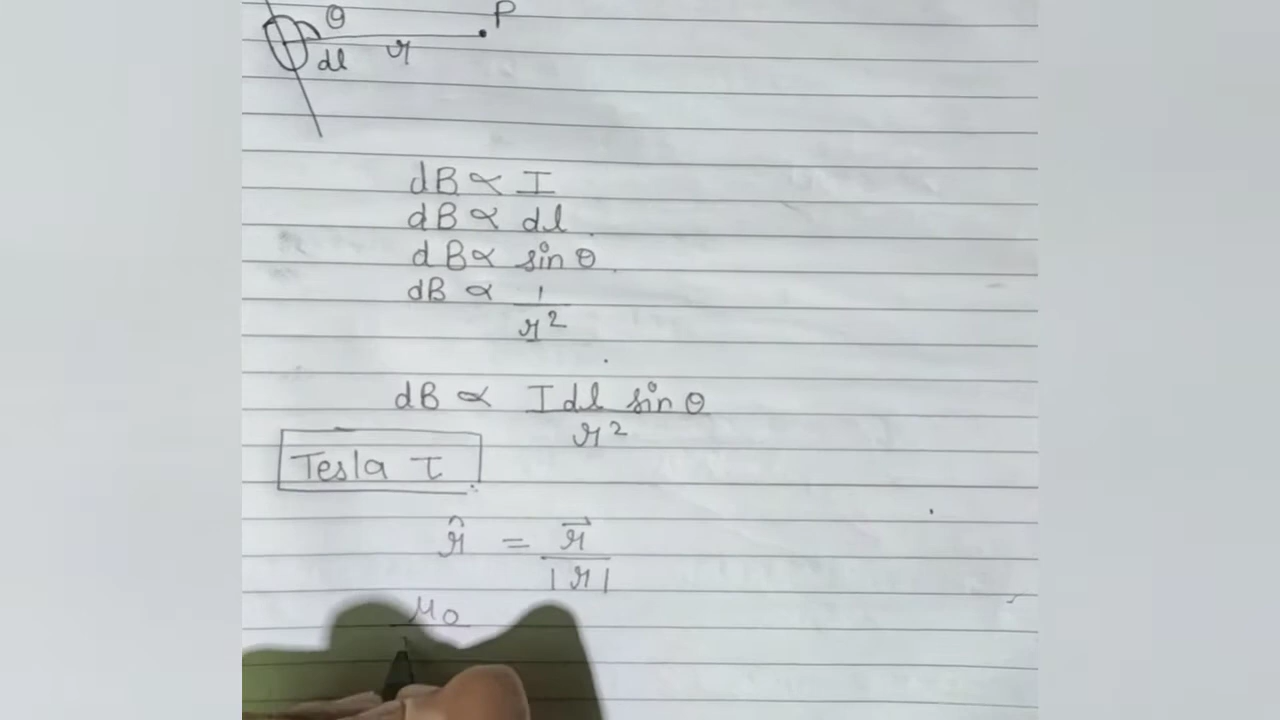 θ P
dl r
dB ∝ I
dB ∝ dl
dB ∝ sin θ
dB ∝ 1/r²
dB ∝ I dl sin θ / r²
Tesla T
r̂ = r⃗ / |r|
μ₀